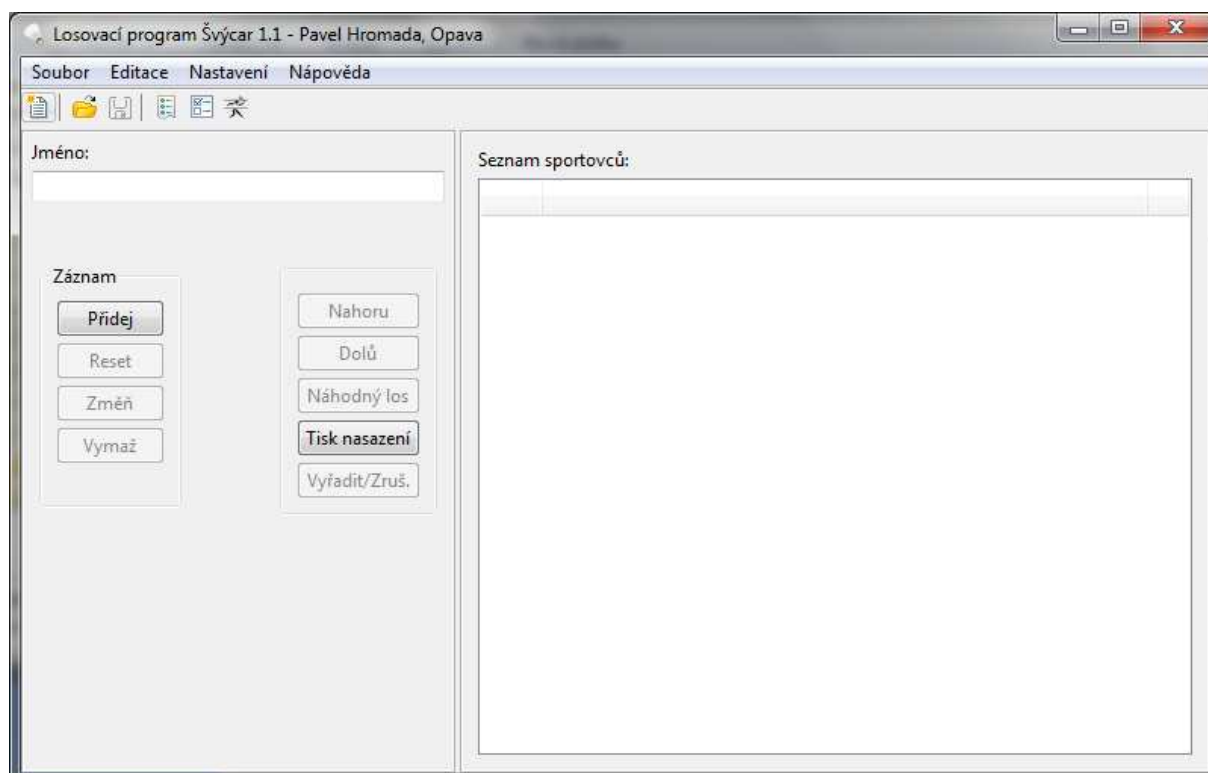 Losovací program Švýcar 1.1 - Pavel Hromada, Opava
Soubor Editace Nastavení Nápověda
Jméno:
Seznam sportovců:
Záznam
Přidej
Reset
Změň
Vymaž
Nahoru
Dolů
Náhodný los
Tisk nasazení
Vyřadit/Zruš.